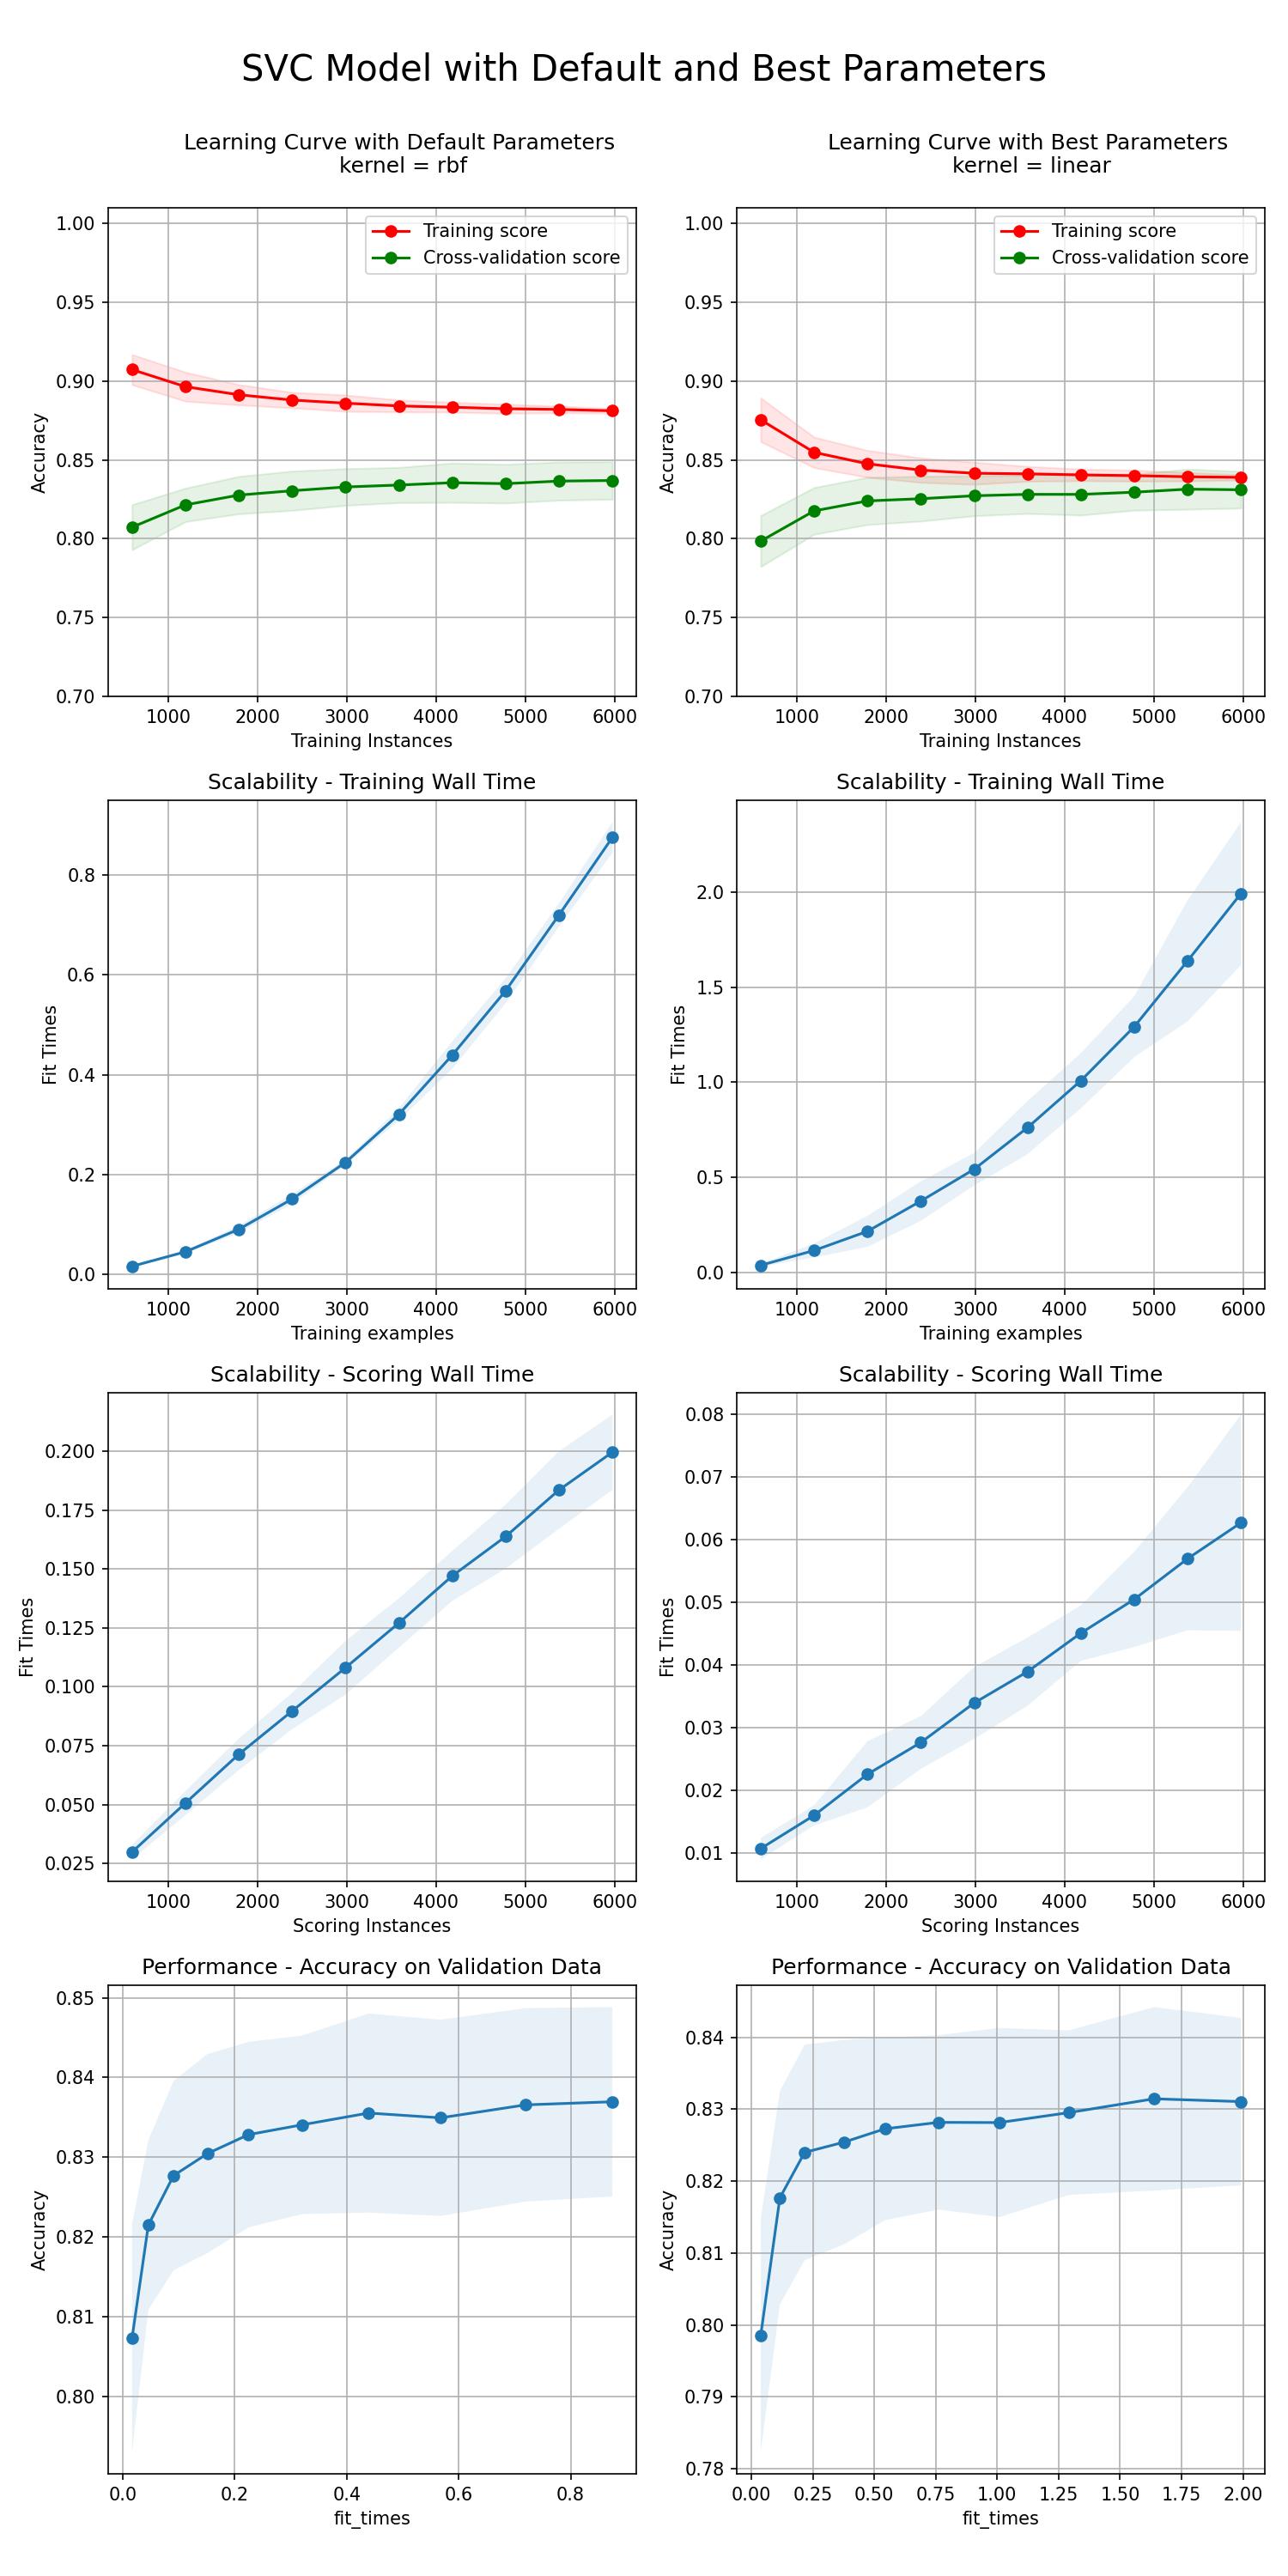 SVC Model with Default and Best Parameters
Learning Curve with Default Parameters
kernel = rbf
1.00
0.95
0.90
0.85
0.80
0.75
0.70
Accuracy
Training score
Cross-validation score
1000 2000 3000 4000 5000 6000
Training Instances
Learning Curve with Best Parameters
kernel = linear
1.00
0.95
0.90
0.85
0.80
0.75
0.70
Accuracy
Training score
Cross-validation score
1000 2000 3000 4000 5000 6000
Training Instances
Scalability - Training Wall Time
0.8
0.6
0.4
0.2
0.0
Fit Times
1000 2000 3000 4000 5000 6000
Training examples
Scalability - Training Wall Time
2.0
1.5
1.0
0.5
0.0
Fit Times
1000 2000 3000 4000 5000 6000
Training examples
Scalability - Scoring Wall Time
0.200
0.175
0.150
0.125
0.100
0.075
0.050
0.025
Fit Times
1000 2000 3000 4000 5000 6000
Scoring Instances
Scalability - Scoring Wall Time
0.08
0.07
0.06
0.05
0.04
0.03
0.02
0.01
Fit Times
1000 2000 3000 4000 5000 6000
Scoring Instances
Performance - Accuracy on Validation Data
0.85
0.84
0.83
0.82
0.81
0.80
Accuracy
0.0 0.2 0.4 0.6 0.8
fit_times
Performance - Accuracy on Validation Data
0.84
0.83
0.82
0.81
0.80
0.79
0.78
Accuracy
0.00 0.25 0.50 0.75 1.00 1.25 1.50 1.75 2.00
fit_times